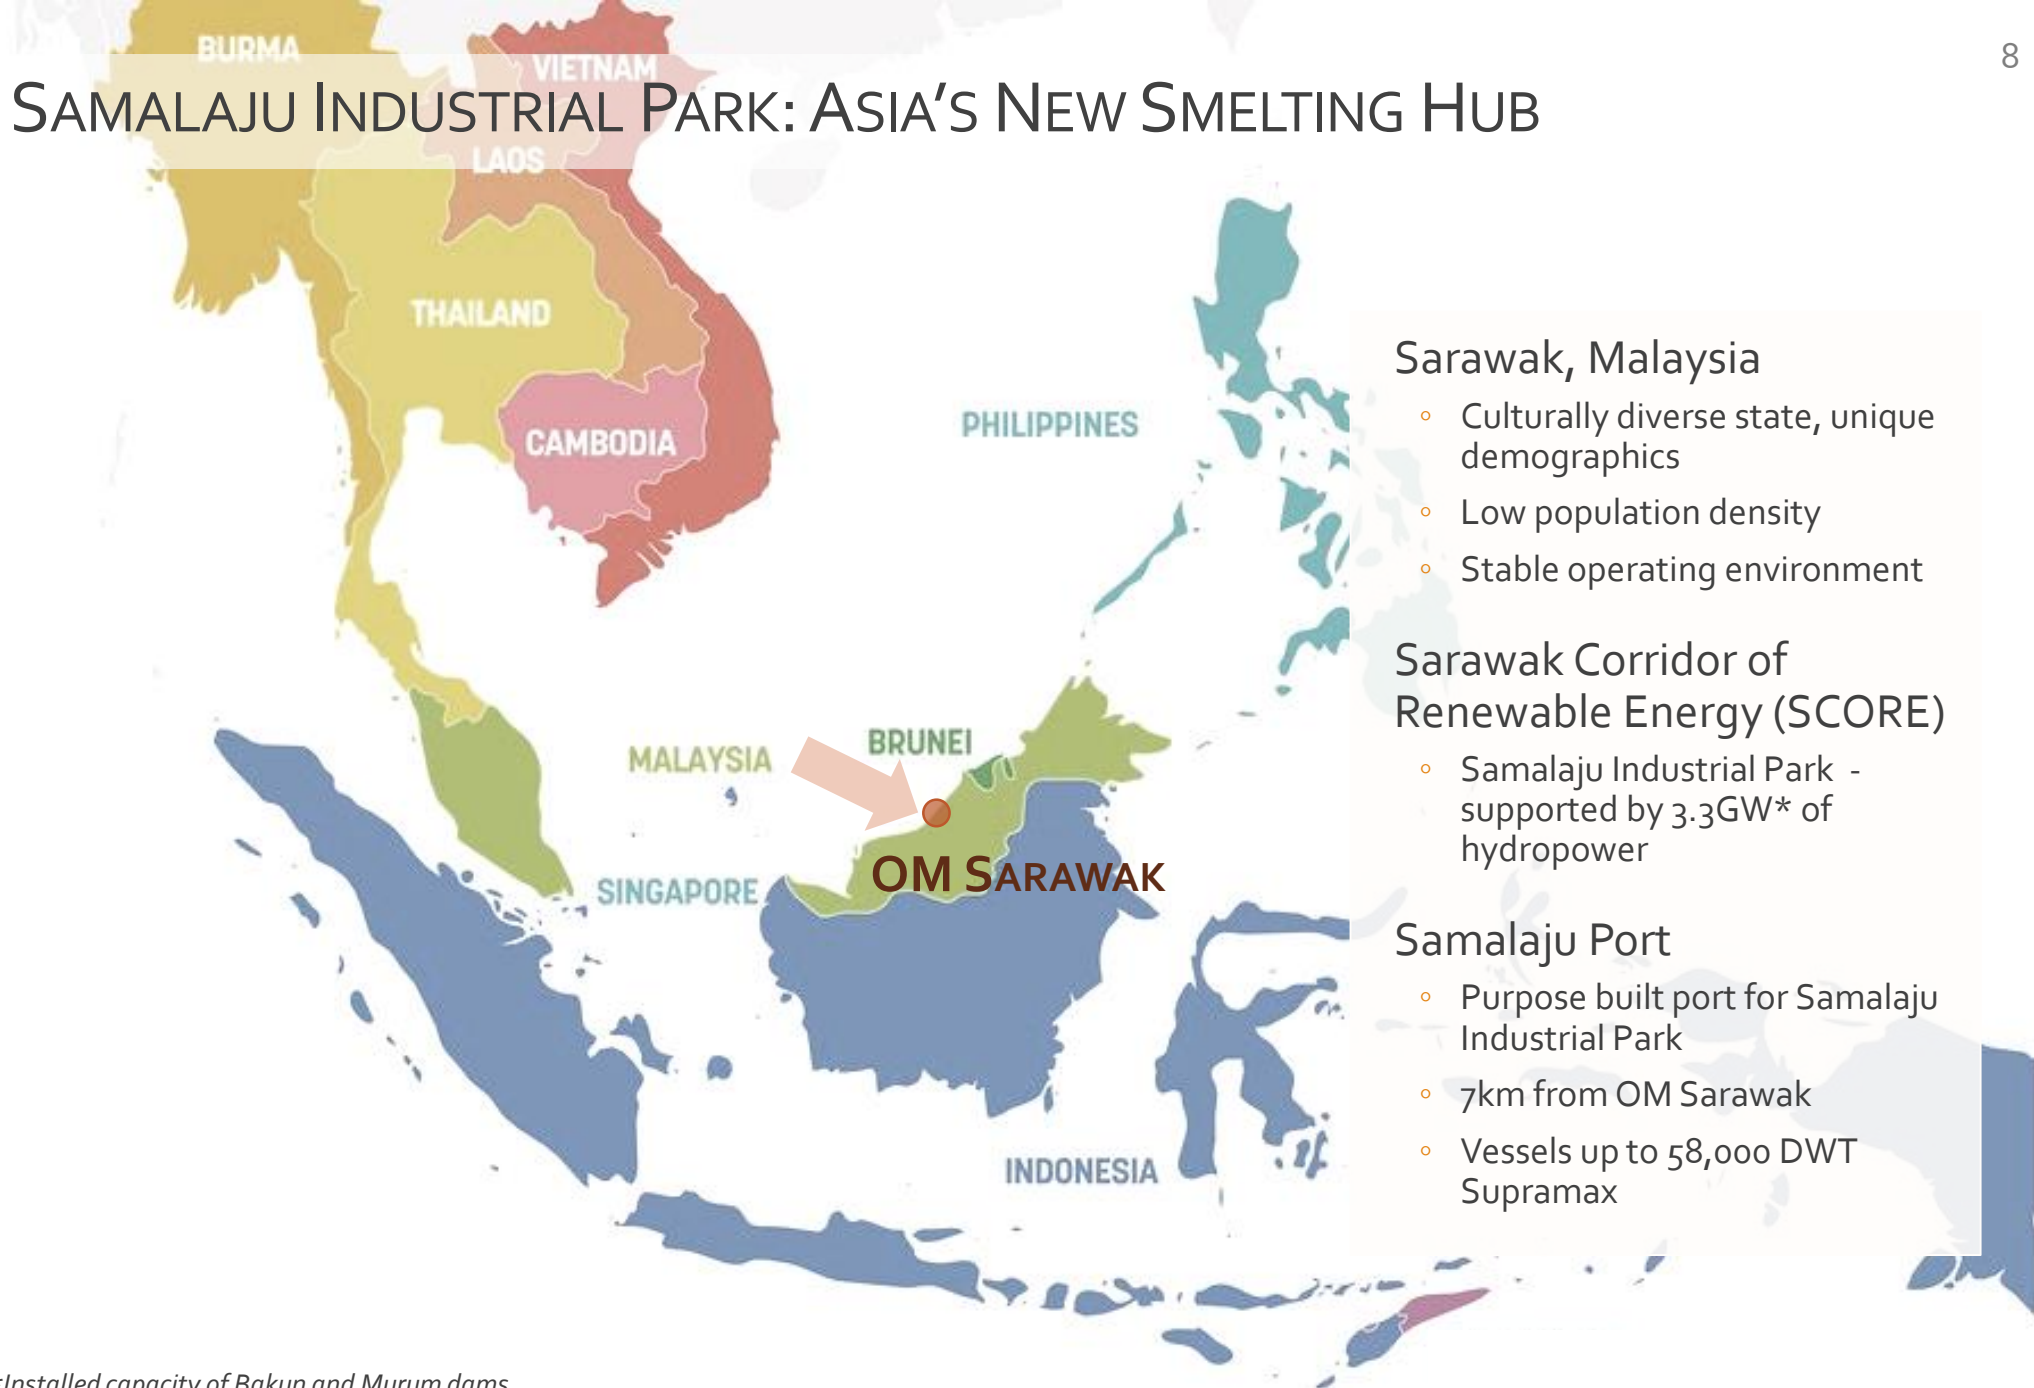 8
BURMA
VIETNAM
SAMALAJU INDUSTRIAL PARK: ASIA'S NEW SMELTING HUB
LAOS
THAILAND
CAMBODIA
PHILIPPINES
MALAYSIA
BRUNEI
SINGAPORE
OM SARAWAK
INDONESIA
Sarawak, Malaysia
◦ Culturally diverse state, unique
demographics
◦ Low population density
◦ Stable operating environment
Sarawak Corridor of
Renewable Energy (SCORE)
◦ Samalaju Industrial Park -
supported by 3.3GW* of
hydropower
Samalaju Port
◦ Purpose built port for Samalaju
Industrial Park
◦ 7km from OM Sarawak
◦ Vessels up to 58,000 DWT
Supramax
*Installed capacity of Bakun and Murum dams